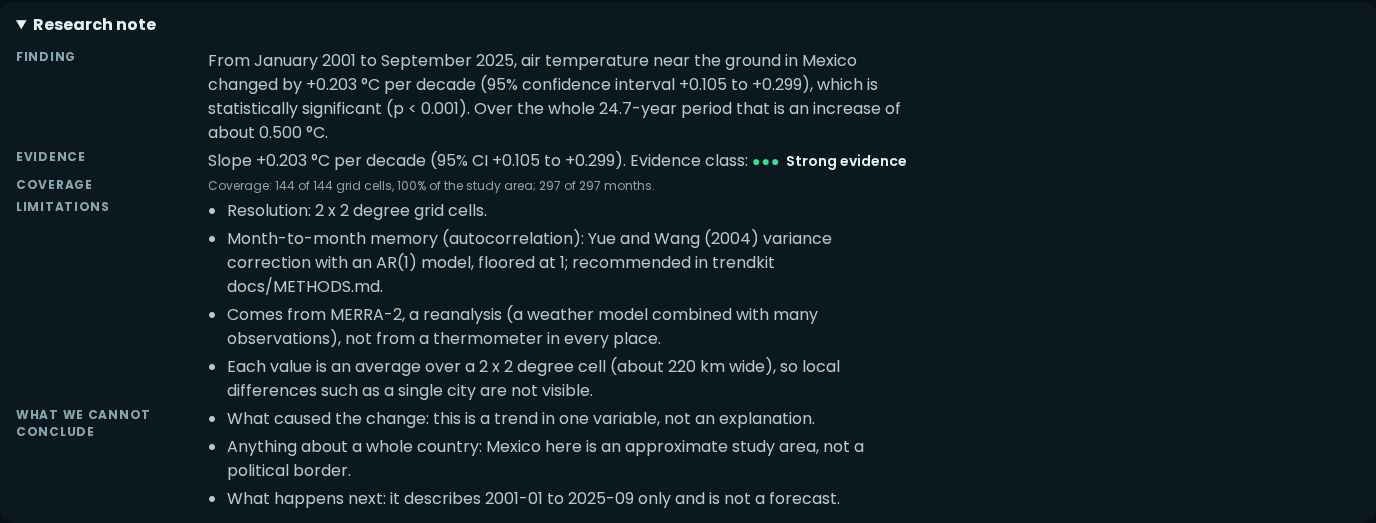 ▼ Research note
FINDING
From January 2001 to September 2025, air temperature near the ground in Mexico
changed by +0.203 °C per decade (95% confidence interval +0.105 to +0.299), which is
statistically significant (p < 0.001). Over the whole 24.7-year period that is an increase of
about 0.500 °C.
EVIDENCE
Slope +0.203 °C per decade (95% CI +0.105 to +0.299). Evidence class: ●●● Strong evidence
COVERAGE
Coverage: 144 of 144 grid cells, 100% of the study area; 297 of 297 months.
LIMITATIONS
• Resolution: 2 x 2 degree grid cells.
• Month-to-month memory (autocorrelation): Yue and Wang (2004) variance
correction with an AR(1) model, floored at 1; recommended in trendkit
docs/METHODS.md.
• Comes from MERRA-2, a reanalysis (a weather model combined with many
observations), not from a thermometer in every place.
• Each value is an average over a 2 x 2 degree cell (about 220 km wide), so local
differences such as a single city are not visible.
WHAT WE CANNOT
CONCLUDE
• What caused the change: this is a trend in one variable, not an explanation.
• Anything about a whole country: Mexico here is an approximate study area, not a
political border.
• What happens next: it describes 2001-01 to 2025-09 only and is not a forecast.